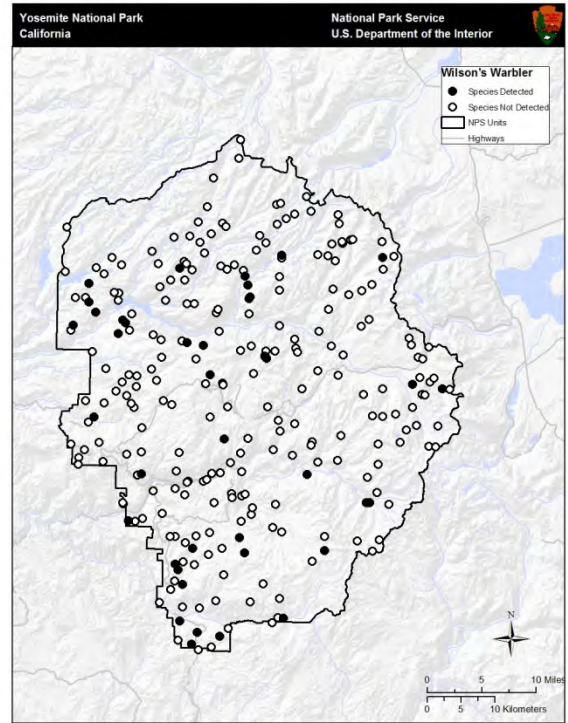 Yosemite National Park
California
National Park Service
U.S. Department of the Interior
Wilson's Warbler
Species Detected
Species Not Detected
NPS Units
Highways
N
0 5 10 Miles
0 5 10 Kilometers